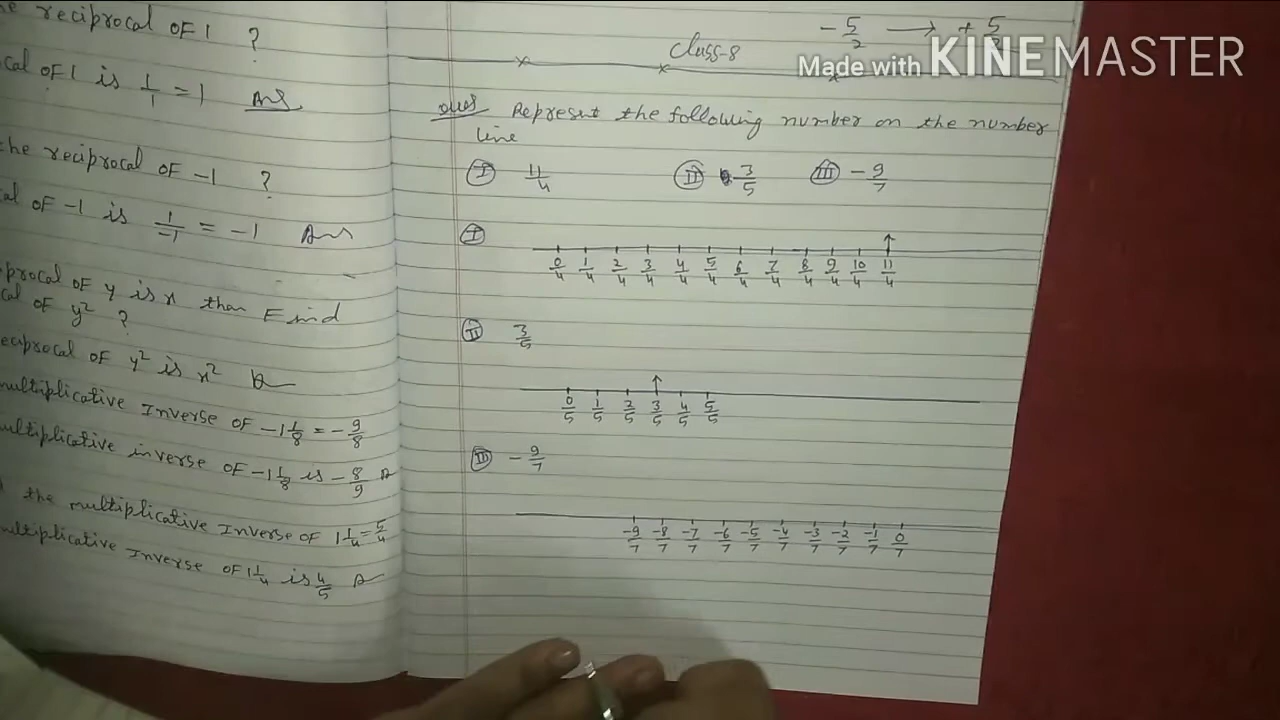 reciprocal of 1 ?
cal of 1 is 1/1 = 1 Ans
the reciprocal of -1 ?
al of -1 is 1/-1 = -1 Ans
procal of y is x than Find
cal of y² ?
eciprocal of y² is x²
multiplicative Inverse of -1 1/8 = -9/8
ultiplicative inverse of -1 1/8 is -8/9 A
the multiplicative Inverse of 1 1/4 = 5/4
multiplicative Inverse of 1 1/4 is 4/5 A
-5/2 → + 5
Class-8
Made with KINEMASTER
Ques Represent the following number on the number
line
I 11/4 II 3/5 III -9/7
I
0/4 1/4 2/4 3/4 4/4 5/4 6/4 7/4 8/4 9/4 10/4 11/4
II 3/5
0/5 1/5 2/5 3/5 4/5 5/5
III -9/7
-9/7 -8/7 -7/7 -6/7 -5/7 -4/7 -3/7 -2/7 -1/7 0/7